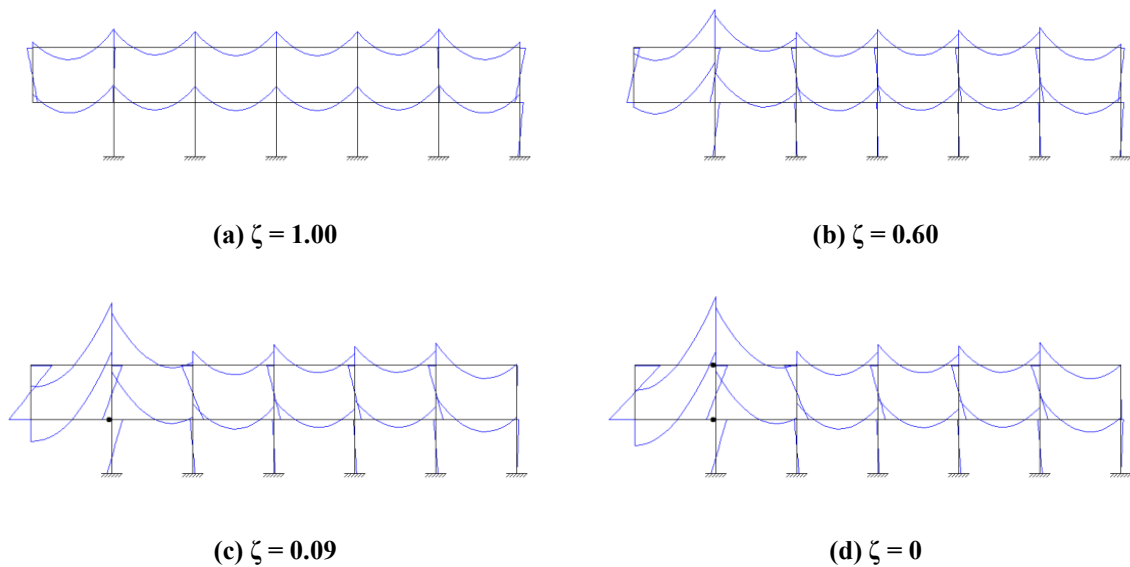 (a) ζ = 1.00
(b) ζ = 0.60
(c) ζ = 0.09
(d) ζ = 0